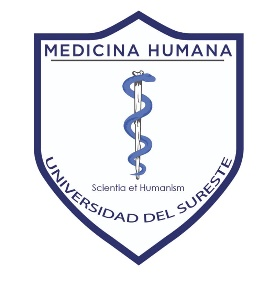 MEDICINA HUMANA
Scientia et Humanism
UNIVERSIDAD DEL SURESTE